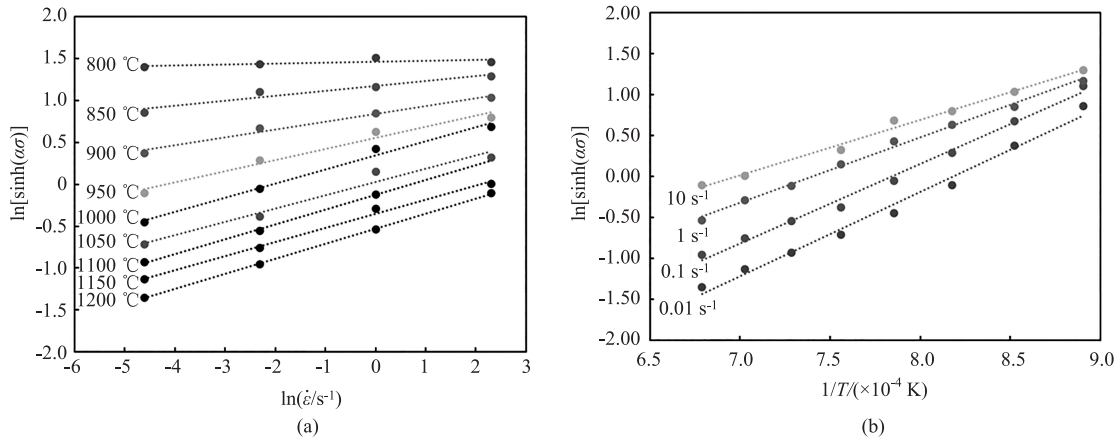 2.0
1.5
1.0
0.5
0
-0.5
-1.0
-1.5
-2.0
ln[sinh(ασ)]
800 ℃
850 ℃
900 ℃
950 ℃
1000 ℃
1050 ℃
1100 ℃
1150 ℃
1200 ℃
-6 -5 -4 -3 -2 -1 0 1 2 3
ln(ε̇/s⁻¹)
(a)
2.00
1.50
1.00
0.50
0.00
-0.50
-1.00
-1.50
-2.00
ln[sinh(ασ)]
10 s⁻¹
1 s⁻¹
0.1 s⁻¹
0.01 s⁻¹
6.5 7.0 7.5 8.0 8.5 9.0
1/T/(×10⁻⁴ K)
(b)